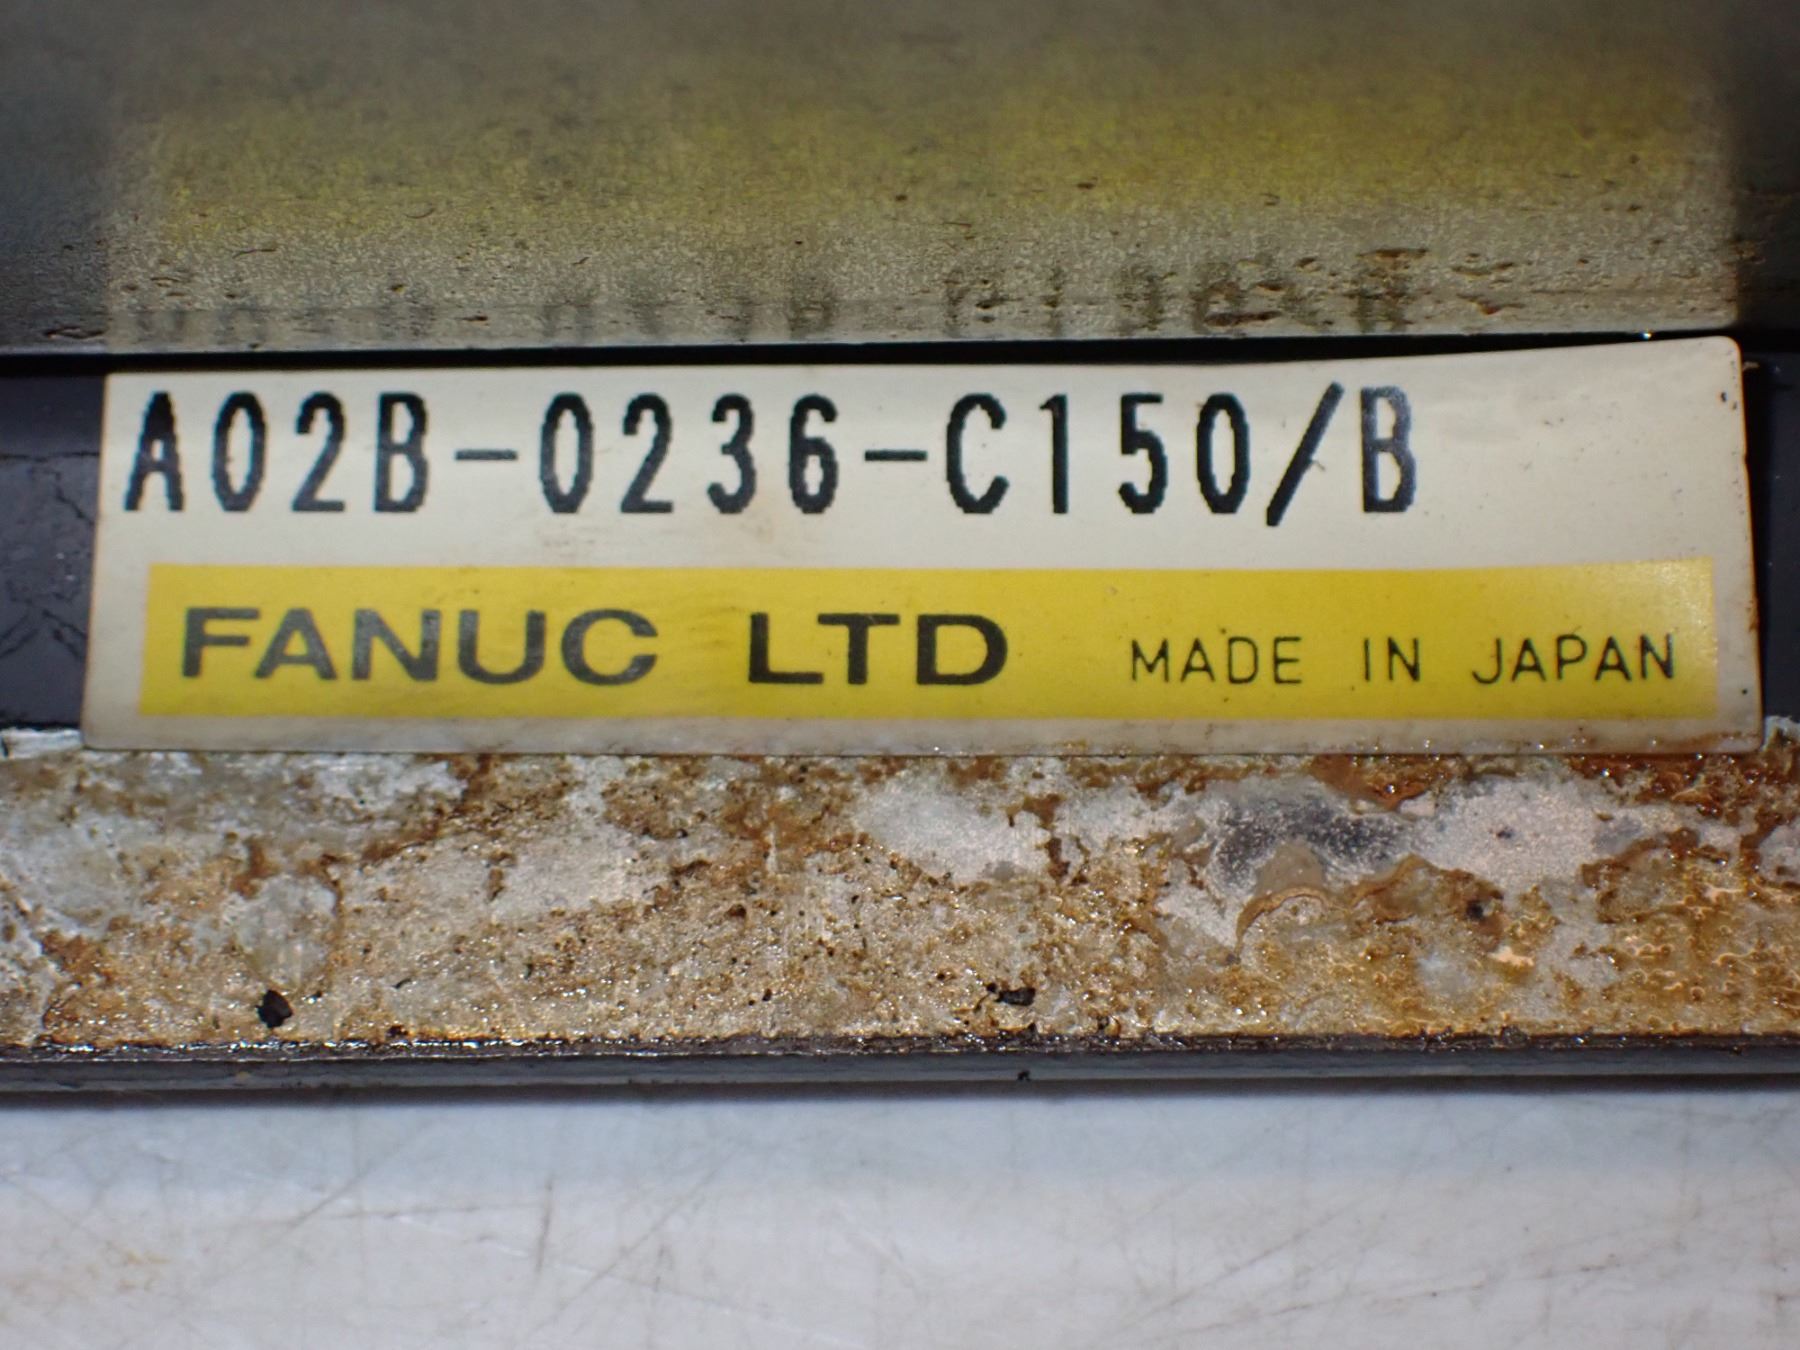 A02B-0236-C150/B
FANUC LTD MADE IN JAPAN